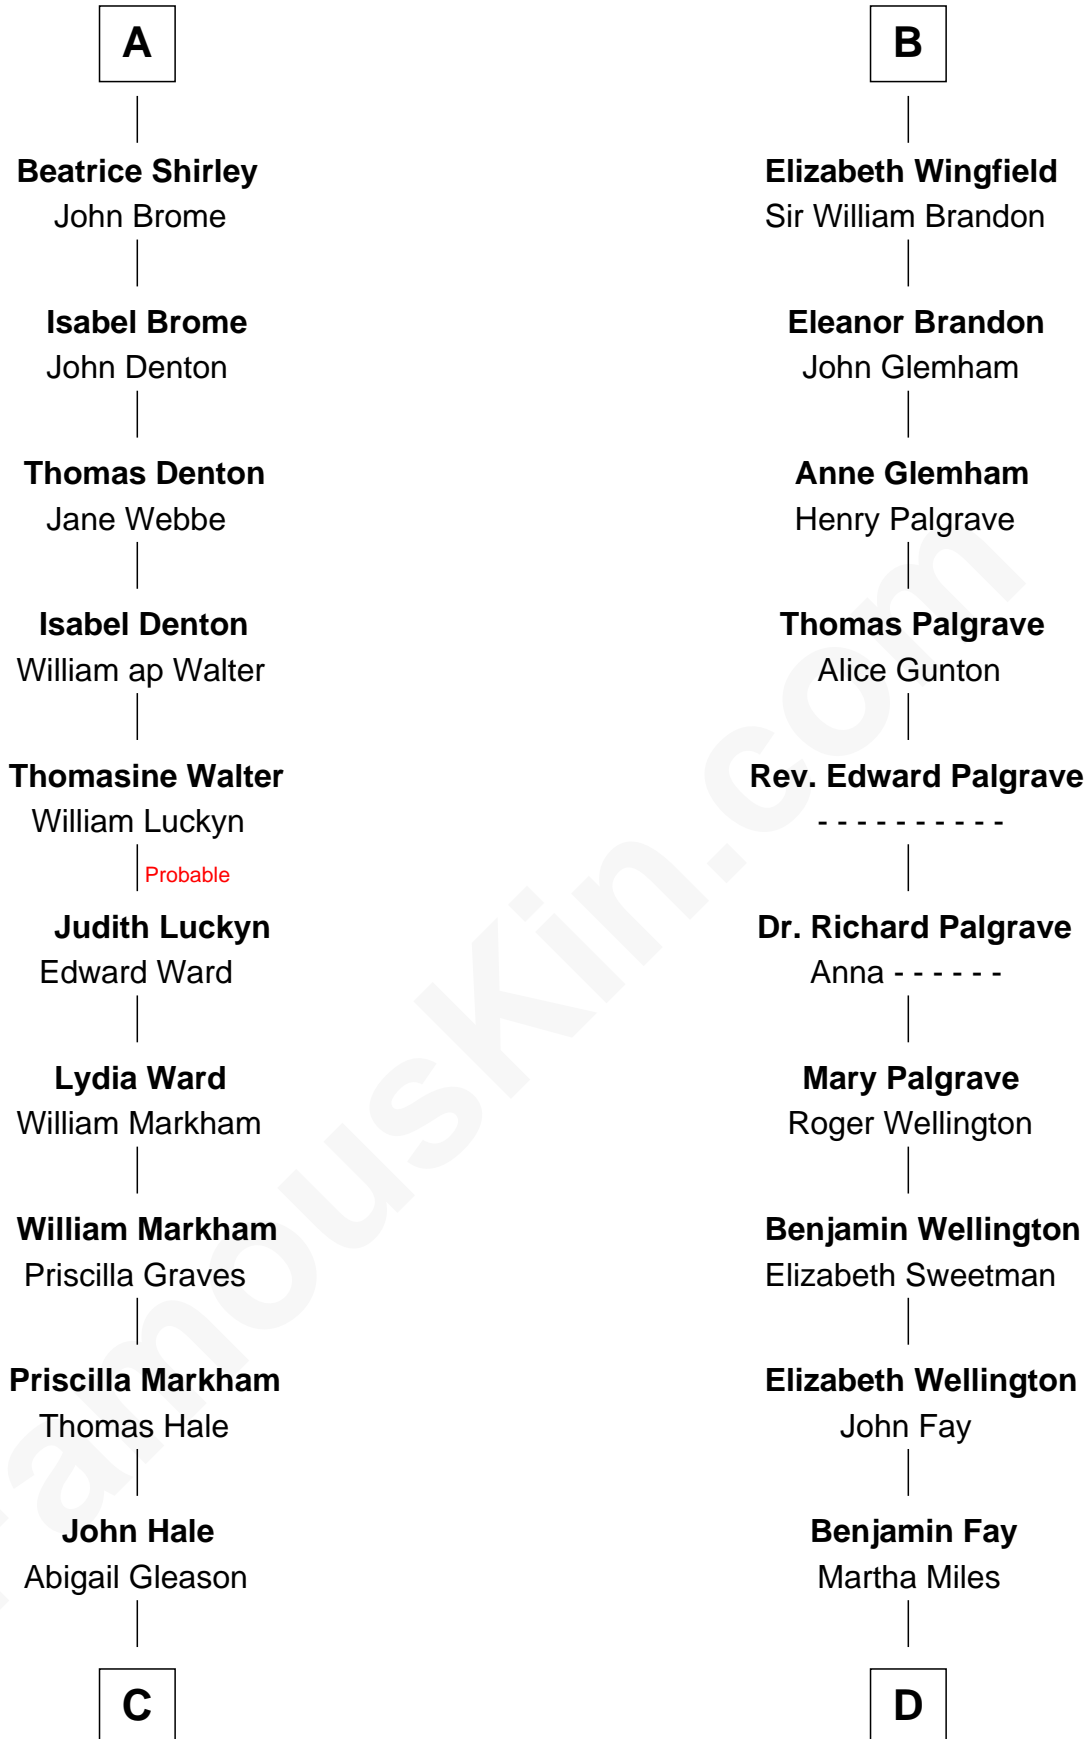 A
Beatrice Shirley
John Brome
Isabel Brome
John Denton
Thomas Denton
Jane Webbe
Isabel Denton
William ap Walter
Thomasine Walter
William Luckyn
Probable
Judith Luckyn
Edward Ward
Lydia Ward
William Markham
William Markham
Priscilla Graves
Priscilla Markham
Thomas Hale
John Hale
Abigail Gleason
C
B
Elizabeth Wingfield
Sir William Brandon
Eleanor Brandon
John Glemham
Anne Glemham
Henry Palgrave
Thomas Palgrave
Alice Gunton
Rev. Edward Palgrave
- - - - - - - - - -
Dr. Richard Palgrave
Anna - - - - - -
Mary Palgrave
Roger Wellington
Benjamin Wellington
Elizabeth Sweetman
Elizabeth Wellington
John Fay
Benjamin Fay
Martha Miles
D
FamousKin.com